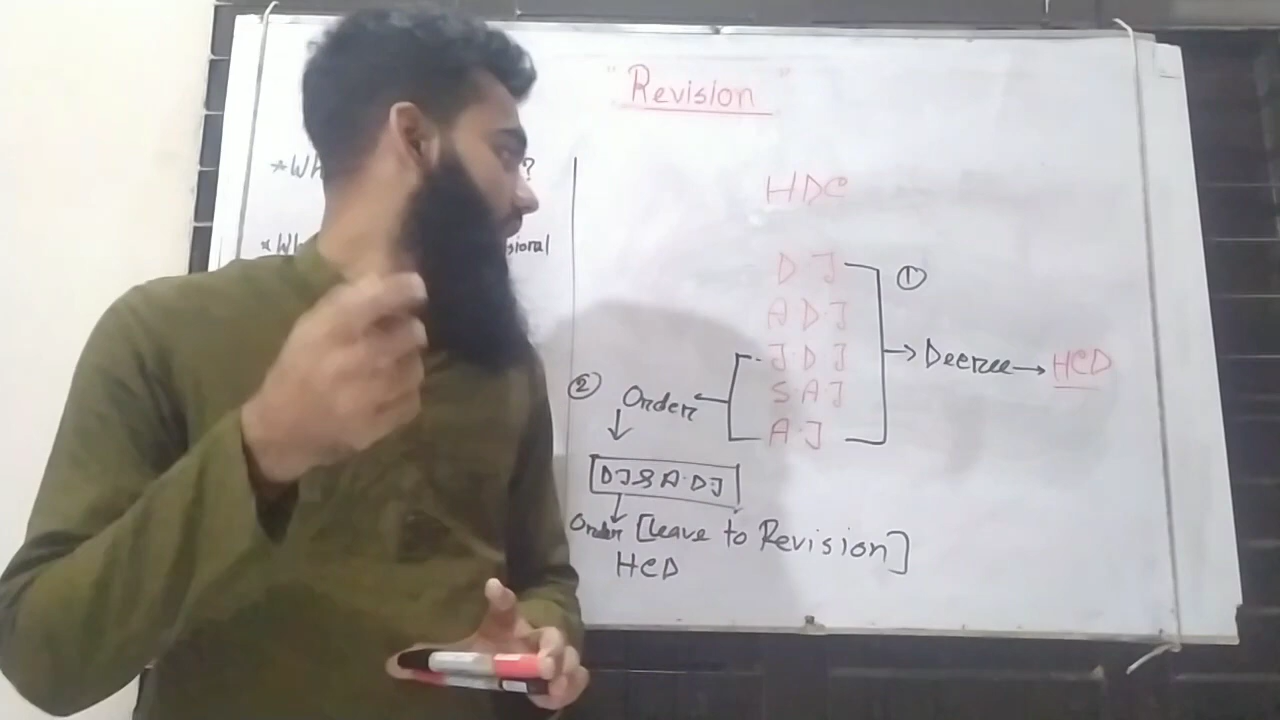 "Revision"
*Wh ?
*Wh sional
HDC
D J
A D J
J D J
S A J
A J
①
Decree → HCD
② Order
DJ & A.DJ
Order [leave to Revision]
HCD